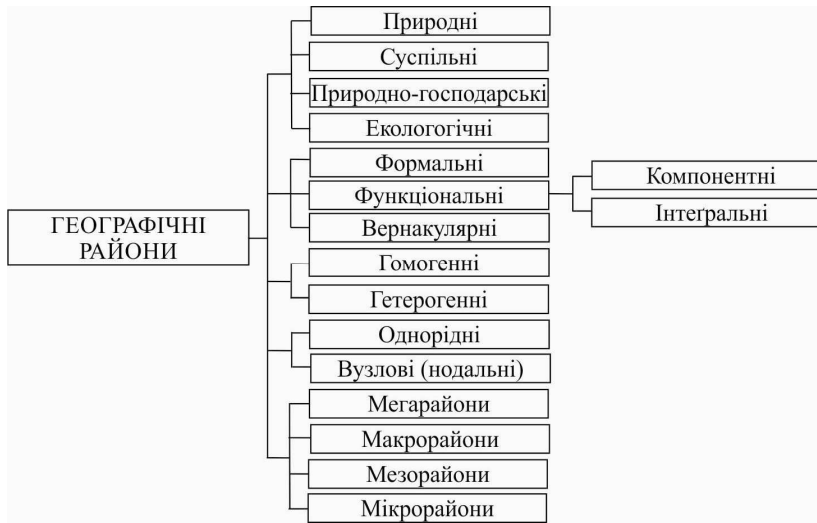 Природні
Суспільні
Природно-господарські
Екологогічні
Формальні
Функціональні
Вернакулярні
Компонентні
Інтеґральні
ГЕОГРАФІЧНІ
РАЙОНИ
Гомогенні
Гетерогенні
Однорідні
Вузлові (нодальні)
Мегарайони
Макрорайони
Мезорайони
Мікрорайони